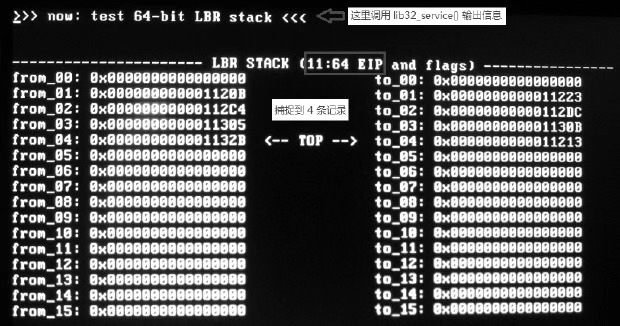 >>> now: test 64-bit LBR stack <<< 这里调用 lib32_service() 输出信息
---------------------- LBR STACK (11:64 EIP and flags) ---------------
from_00: 0x0000000000000000 to_00: 0x0000000000000000
from_01: 0x000000000001120B to_01: 0x0000000000011223
from_02: 0x00000000000112C4 捕捉到 4 条记录 to_02: 0x00000000000112DC
from_03: 0x0000000000011305 to_03: 0x000000000001130B
from_04: 0x000000000001132B <-- TOP --> to_04: 0x0000000000011213
from_05: 0x0000000000000000 to_05: 0x0000000000000000
from_06: 0x0000000000000000 to_06: 0x0000000000000000
from_07: 0x0000000000000000 to_07: 0x0000000000000000
from_08: 0x0000000000000000 to_08: 0x0000000000000000
from_09: 0x0000000000000000 to_09: 0x0000000000000000
from_10: 0x0000000000000000 to_10: 0x0000000000000000
from_11: 0x0000000000000000 to_11: 0x0000000000000000
from_12: 0x0000000000000000 to_12: 0x0000000000000000
from_13: 0x0000000000000000 to_13: 0x0000000000000000
from_14: 0x0000000000000000 to_14: 0x0000000000000000
from_15: 0x0000000000000000 to_15: 0x0000000000000000